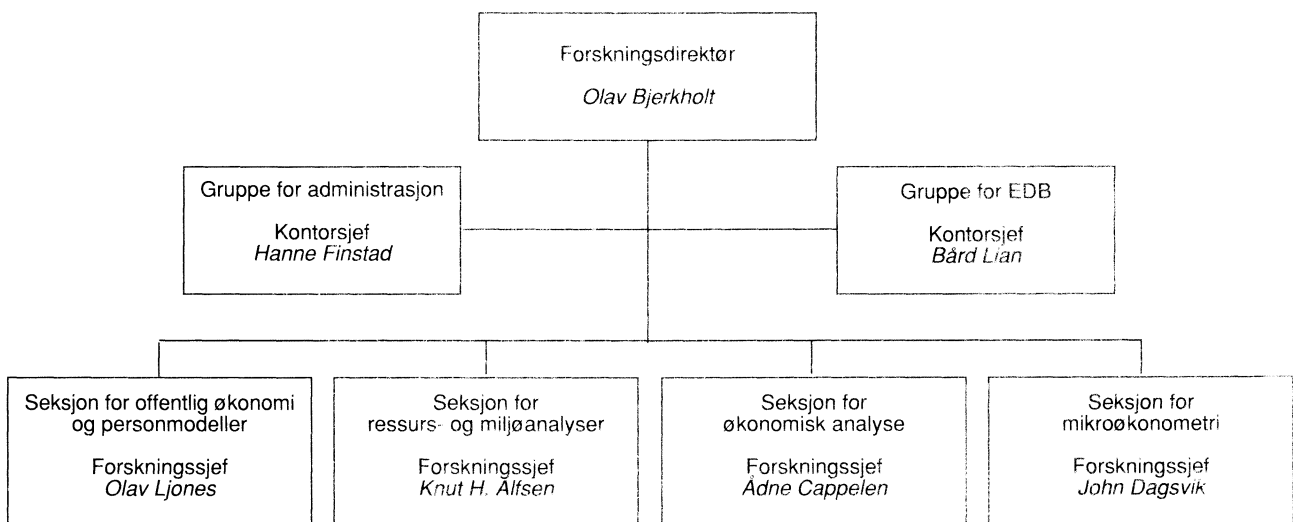 Forskningsdirektør
Olav Bjerkholt
Gruppe for administrasjon
Kontorsjef
Hanne Finstad
Gruppe for EDB
Kontorsjef
Bård Lian
Seksjon for offentlig økonomi
og personmodeller
Forskningssjef
Olav Ljones
Seksjon for
ressurs- og miljøanalyser
Forskningssjef
Knut H. Alfsen
Seksjon for
økonomisk analyse
Forskningssjef
Ådne Cappelen
Seksjon for
mikroøkonometri
Forskningssjef
John Dagsvik